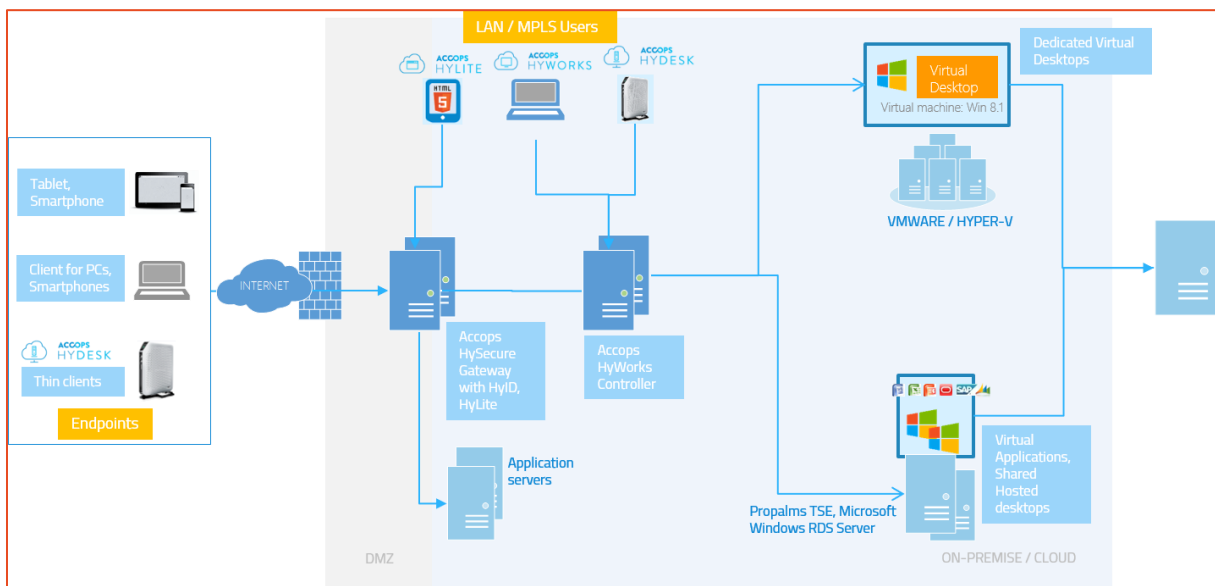 LAN / MPLS Users
ACCOPS
HYLITE
ACCOPS
HYWORKS
ACCOPS
HYDESK
HTML
5
Virtual
Desktop
Virtual machine: Win 8.1
Dedicated Virtual
Desktops
VMWARE / HYPER-V
Tablet,
Smartphone
Client for PCs,
Smartphones
ACCOPS
HYDESK
Thin clients
Endpoints
INTERNET
Accops
HySecure
Gateway
with HyID,
HyLite
Accops
HyWorks
Controller
Application
servers
SAP
Virtual
Applications,
Shared
Hosted
desktops
Propalms TSE, Microsoft
Windows RDS Server
DMZ
ON-PREMISE / CLOUD